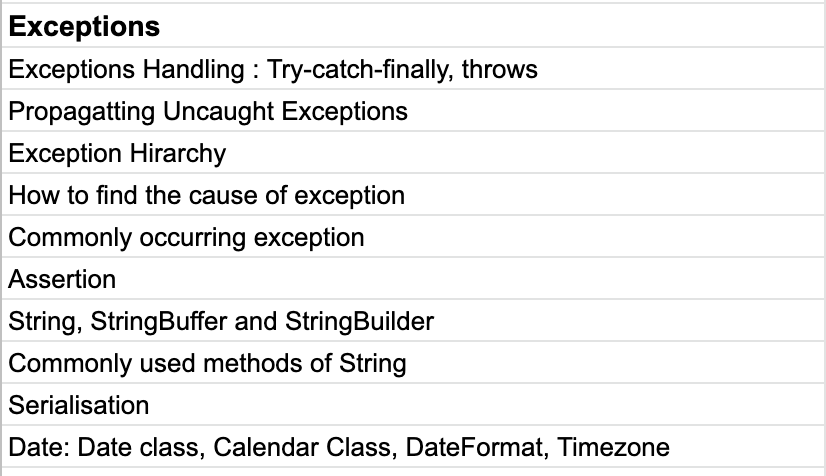 Exceptions
Exceptions Handling : Try-catch-finally, throws
Propagatting Uncaught Exceptions
Exception Hirarchy
How to find the cause of exception
Commonly occurring exception
Assertion
String, StringBuffer and StringBuilder
Commonly used methods of String
Serialisation
Date: Date class, Calendar Class, DateFormat, Timezone